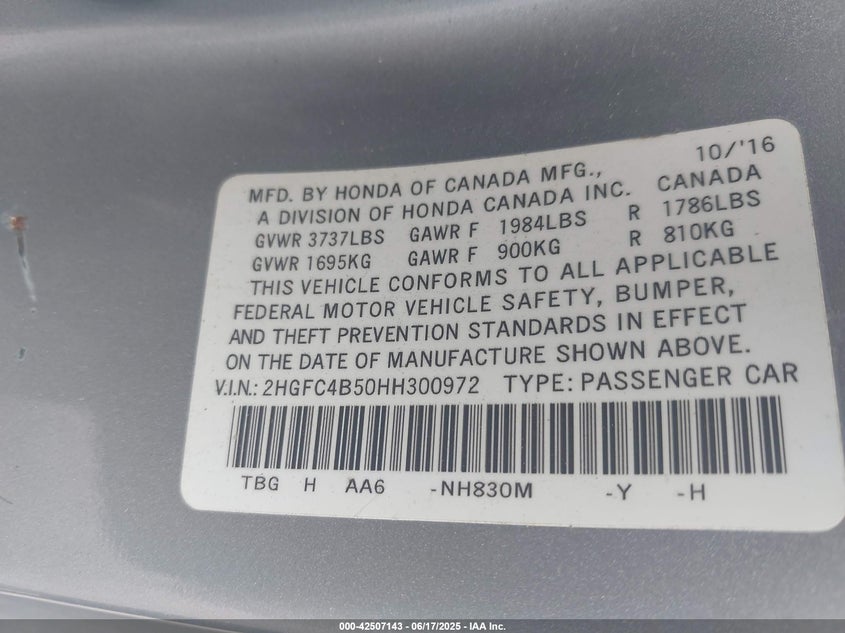 10/'16
MFD. BY HONDA OF CANADA MFG.,
A DIVISION OF HONDA CANADA INC. CANADA
GVWR 3737LBS GAWR F 1984LBS R 1786LBS
GVWR 1695KG GAWR F 900KG R 810KG
THIS VEHICLE CONFORMS TO ALL APPLICABLE
FEDERAL MOTOR VEHICLE SAFETY, BUMPER,
AND THEFT PREVENTION STANDARDS IN EFFECT
ON THE DATE OF MANUFACTURE SHOWN ABOVE.
V.I.N.: 2HGFC4B50HH300972 TYPE: PASSENGER CAR
TBG H AA6 -NH830M -Y -H
000-42507143 - 06/17/2025 - IAA Inc.